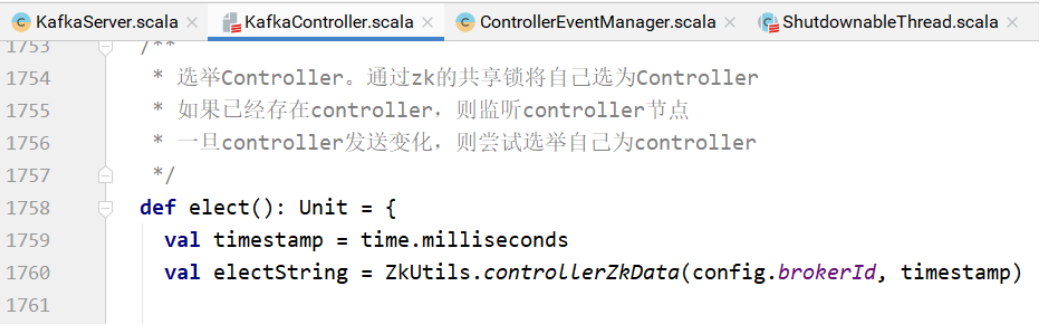 KafkaServer.scala × KafkaController.scala × ControllerEventManager.scala × ShutdownableThread.scala ×
1753 /**
1754 * 选举Controller。通过zk的共享锁将自己选为Controller
1755 * 如果已经存在controller，则监听controller节点
1756 * 一旦controller发送变化，则尝试选举自己为controller
1757 */
1758 def elect(): Unit = {
1759 val timestamp = time.milliseconds
1760 val electString = ZkUtils.controllerZkData(config.brokerId, timestamp)
1761